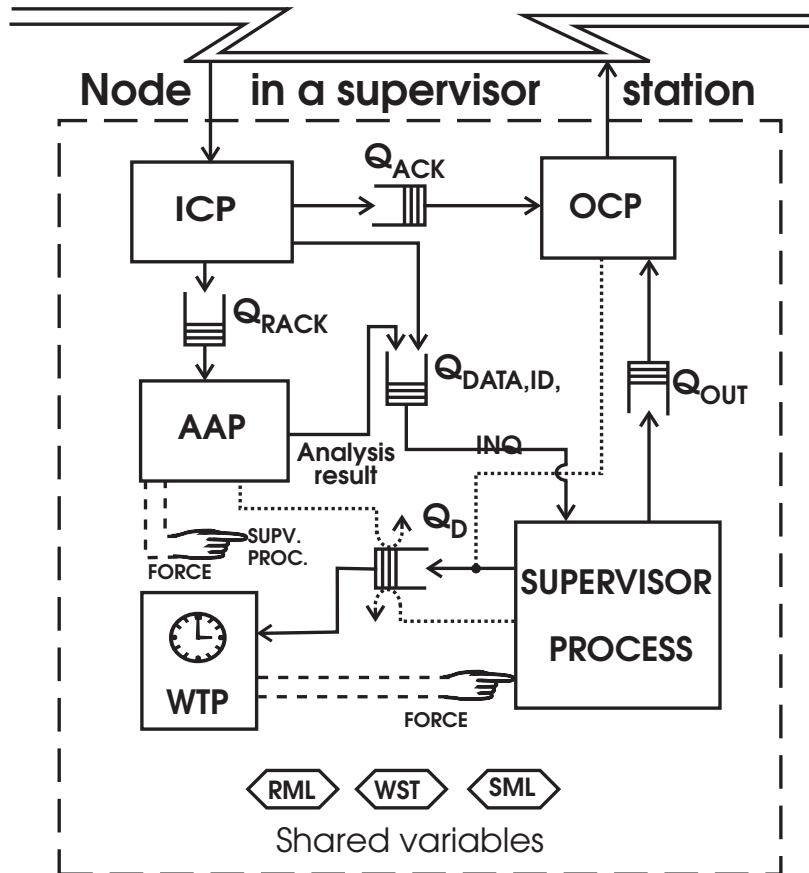 Node in a supervisor station
QACK
ICP
OCP
QRACK
QDATA,ID,
QOUT
AAP
Analysis
result
INQ
QD
SUPV.
PROC.
FORCE
SUPERVISOR
PROCESS
WTP
FORCE
RML WST SML
Shared variables